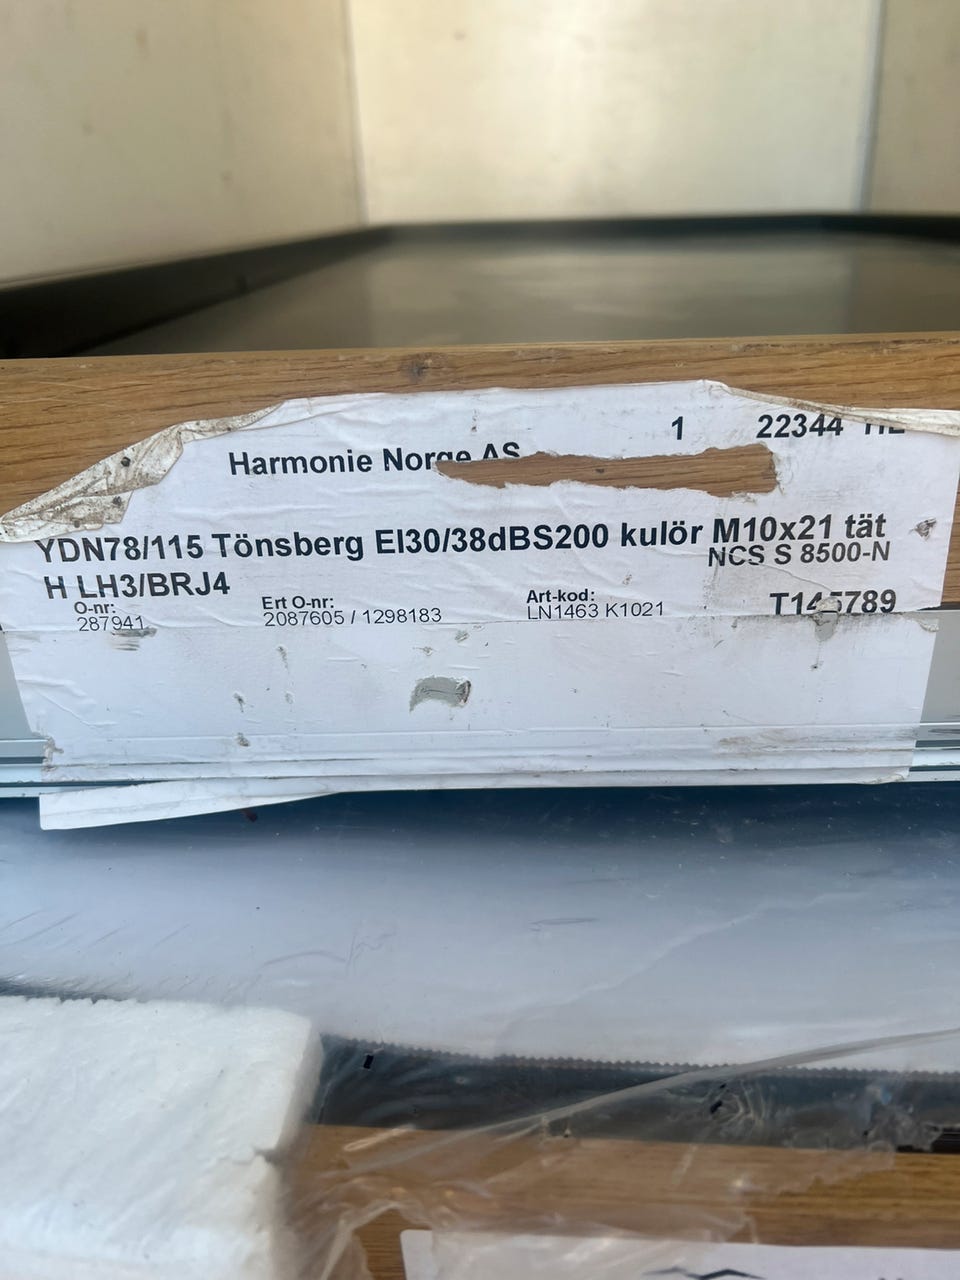 1 22344
Harmonie Norge AS
YDN78/115 Tönsberg EI30/38dBS200 kulör M10x21 tät
NCS S 8500-N
H LH3/BRJ4
O-nr: Ert O-nr: Art-kod:
287941 2087605 / 1298183 LN1463 K1021 T145789